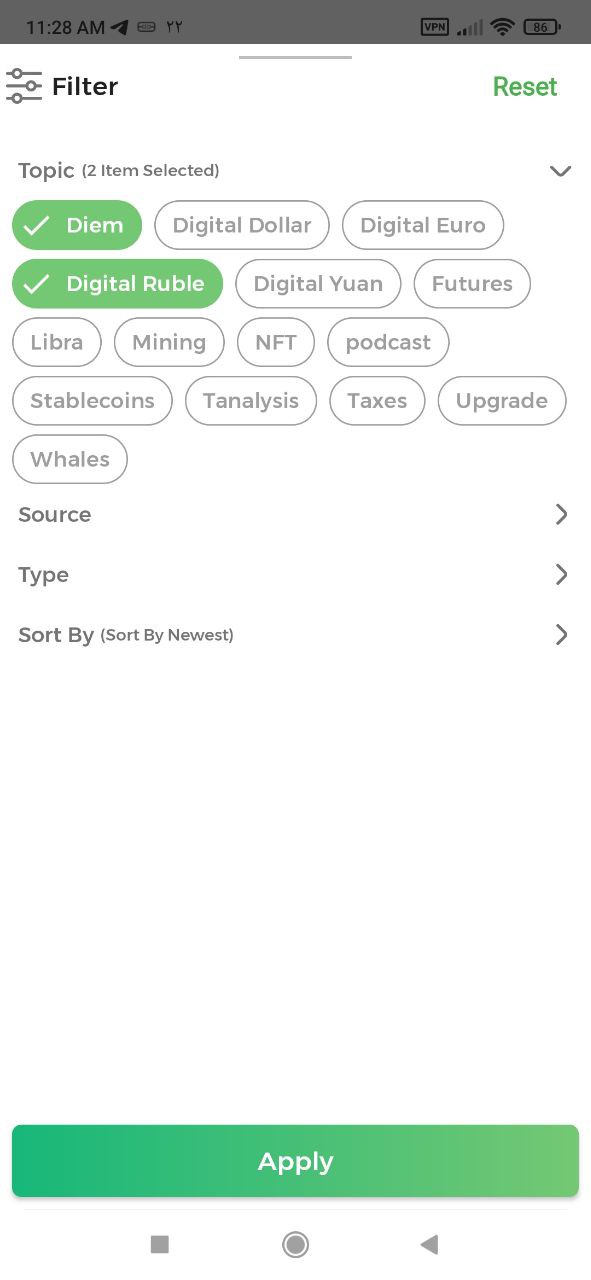 11:28 AM ۲۲ VPN 86
Filter Reset
Topic (2 Item Selected)
Diem Digital Dollar Digital Euro
Digital Ruble Digital Yuan Futures
Libra Mining NFT podcast
Stablecoins Tanalysis Taxes Upgrade
Whales
Source
Type
Sort By (Sort By Newest)
Apply